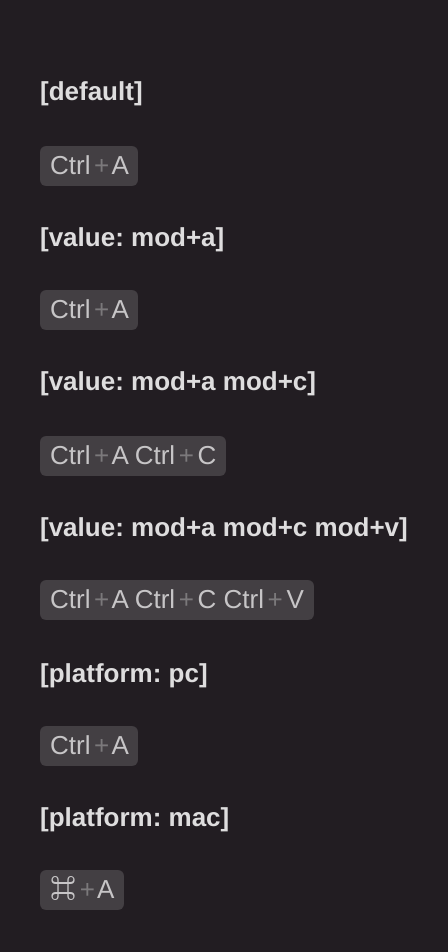 [default]
Ctrl+A
[value: mod+a]
Ctrl+A
[value: mod+a mod+c]
Ctrl+A Ctrl+C
[value: mod+a mod+c mod+v]
Ctrl+A Ctrl+C Ctrl+V
[platform: pc]
Ctrl+A
[platform: mac]
⌘+A